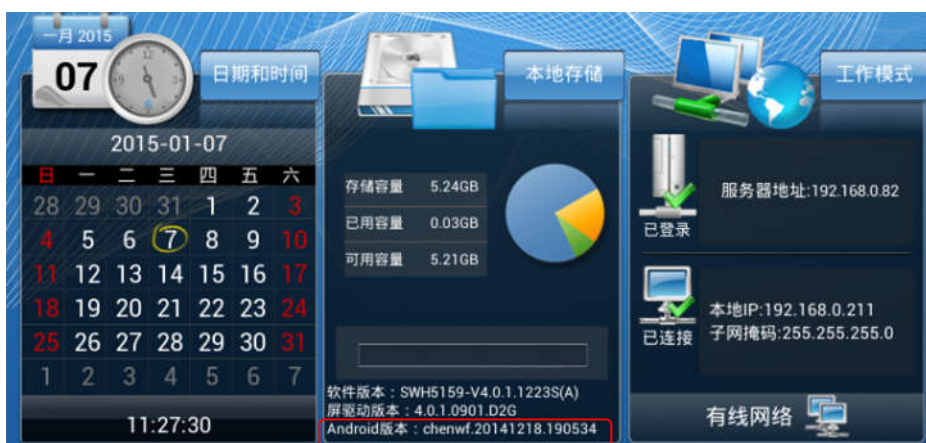 一月 2015
07
日期和时间
2015-01-07
日 一 二 三 四 五 六
28 29 30 31 1 2 3
4 5 6 7 8 9 10
11 12 13 14 15 16 17
18 19 20 21 22 23 24
25 26 27 28 29 30 31
1 2 3 4 5 6 7
11:27:30
本地存储
存储容量 5.24GB
已用容量 0.03GB
可用容量 5.21GB
软件版本：SWH5159-V4.0.1.1223S(A)
屏驱动版本：4.0.1.0901.D2G
Android版本：chenwf.20141218.190534
工作模式
服务器地址:192.168.0.82
已登录
本地IP:192.168.0.211
子网掩码:255.255.255.0
已连接
有线网络